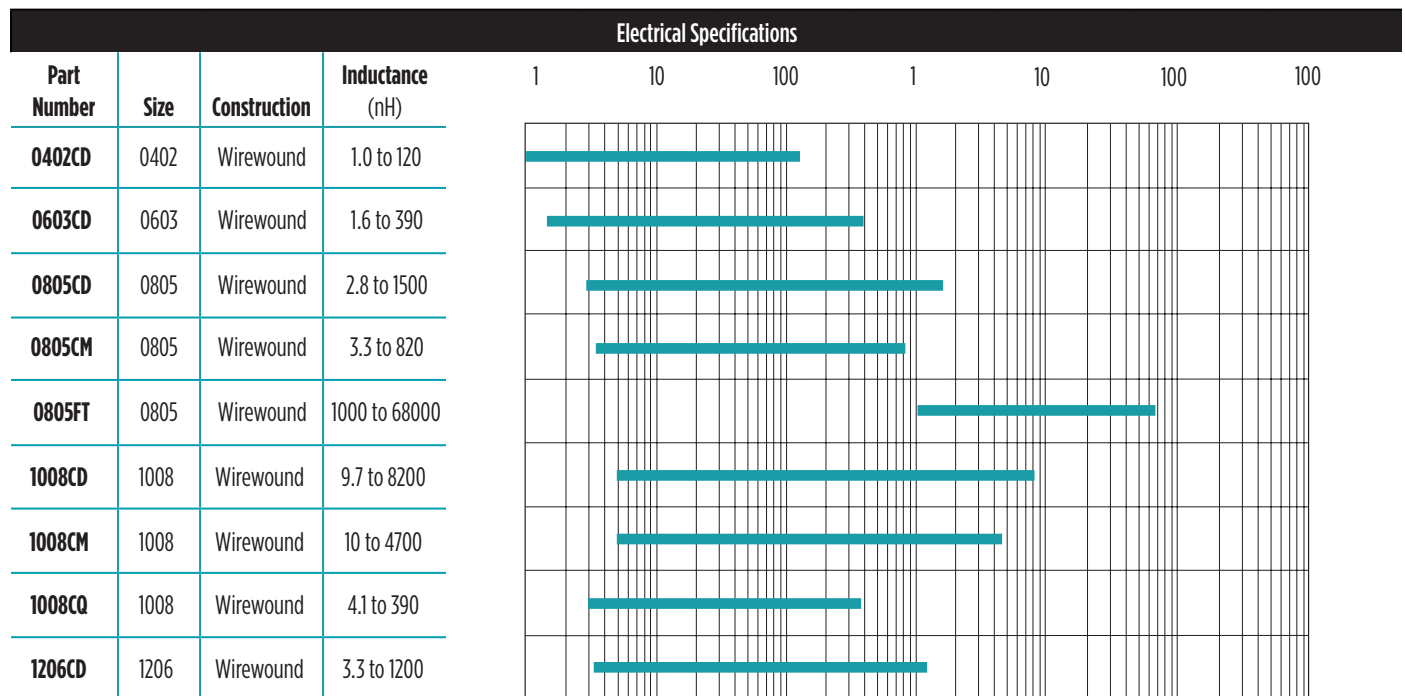 Electrical Specifications
Part Number Size Construction Inductance (nH) 1 10 100 1 10 100 100
0402CD 0402 Wirewound 1.0 to 120
0603CD 0603 Wirewound 1.6 to 390
0805CD 0805 Wirewound 2.8 to 1500
0805CM 0805 Wirewound 3.3 to 820
0805FT 0805 Wirewound 1000 to 68000
1008CD 1008 Wirewound 9.7 to 8200
1008CM 1008 Wirewound 10 to 4700
1008CQ 1008 Wirewound 4.1 to 390
1206CD 1206 Wirewound 3.3 to 1200